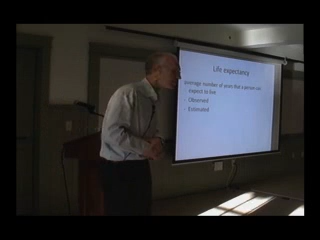 Life expectancy
average number of years that a person can
expect to live
- Observed
- Estimated